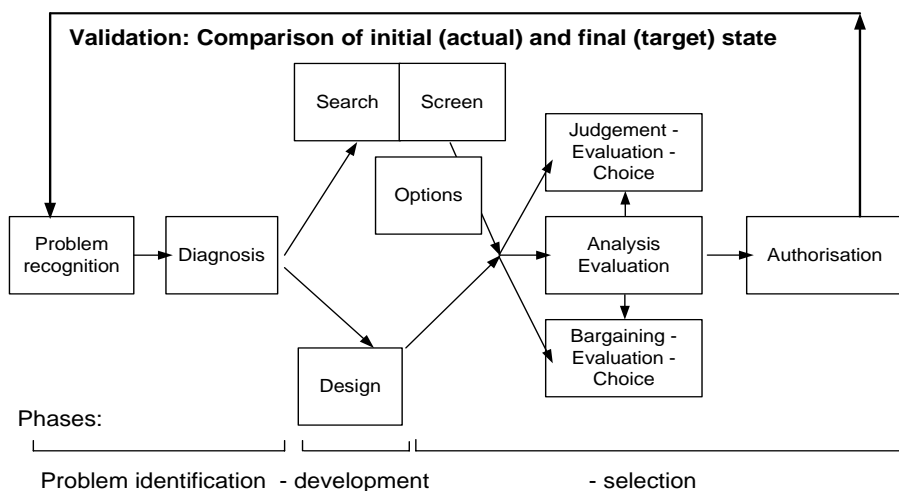 Validation: Comparison of initial (actual) and final (target) state
Search
Screen
Options
Judgement -
Evaluation -
Choice
Problem
recognition
Diagnosis
Analysis
Evaluation
Authorisation
Design
Bargaining -
Evaluation -
Choice
Phases:
Problem identification - development - selection